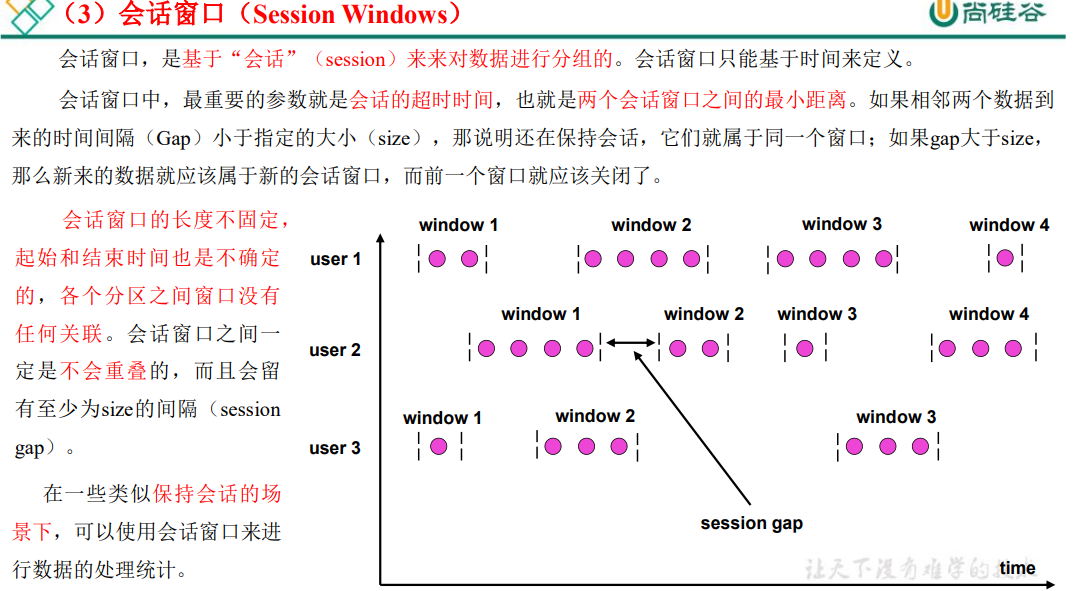 （3）会话窗口（Session Windows）
尚硅谷
会话窗口，是基于“会话”（session）来来对数据进行分组的。会话窗口只能基于时间来定义。
会话窗口中，最重要的参数就是会话的超时时间，也就是两个会话窗口之间的最小距离。如果相邻两个数据到
来的时间间隔（Gap）小于指定的大小（size），那说明还在保持会话，它们就属于同一个窗口；如果gap大于size，
那么新来的数据就应该属于新的会话窗口，而前一个窗口就应该关闭了。
会话窗口的长度不固定，
起始和结束时间也是不确定
的，各个分区之间窗口没有
任何关联。会话窗口之间一
定是不会重叠的，而且会留
有至少为size的间隔（session
gap）。
在一些类似保持会话的场
景下，可以使用会话窗口来进
行数据的处理统计。
window 1 window 2 window 3 window 4
user 1
window 1 window 2 window 3 window 4
user 2
window 1 window 2 window 3
user 3
session gap
让天下没有难学的技术
time